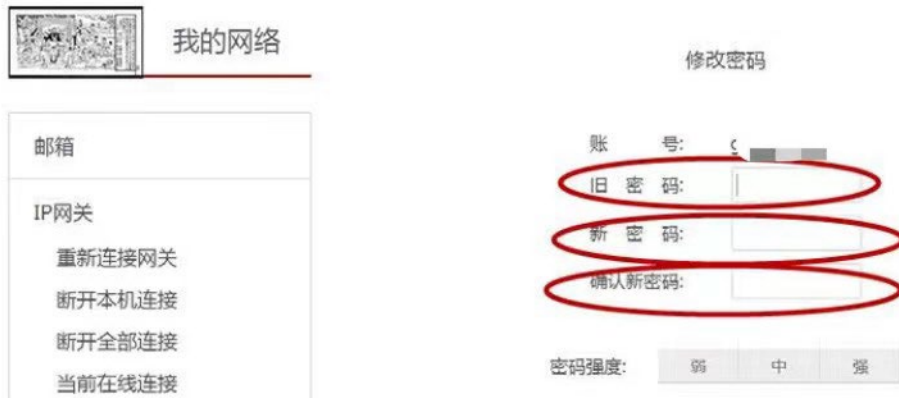 我的网络
邮箱
IP网关
重新连接网关
断开本机连接
断开全部连接
当前在线连接
修改密码
账 号:
旧 密 码:
新 密 码:
确认新密码:
密码强度: 弱 中 强